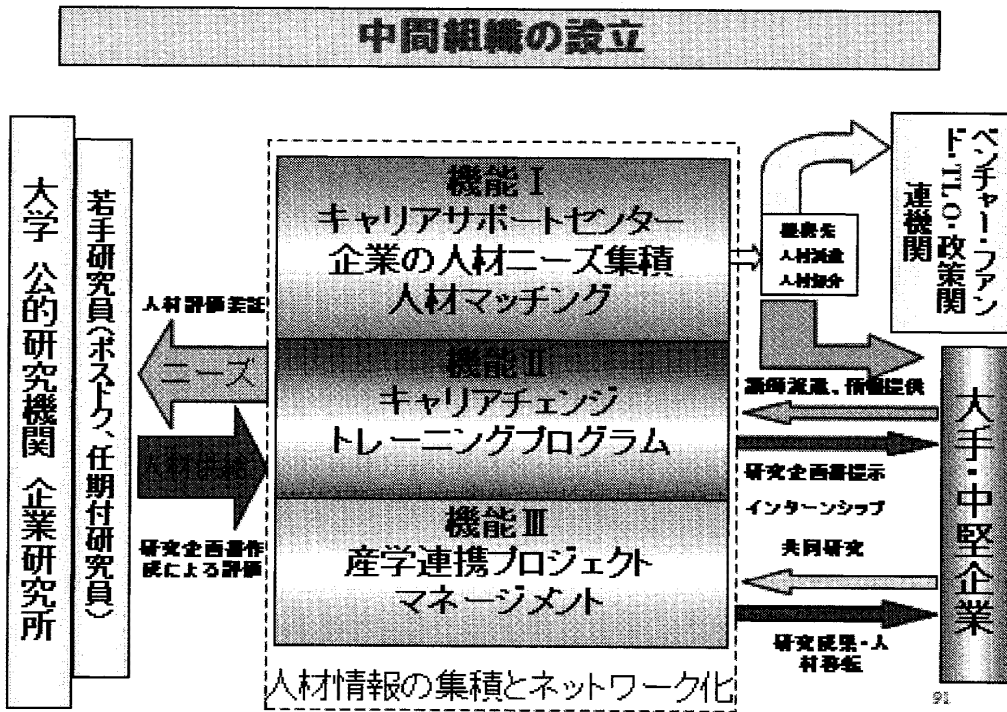 中間組織の設立
大学 公的研究機関 企業研究所
若手研究員(ポストク、任期付研究員)
人材評価実証
ニーズ
人材供給
研究企画書作
成による評価
機能Ⅰ
キャリアサポートセンター
企業の人材ニーズ集積
人材マッチング
機能Ⅱ
キャリアチェンジ
トレーニングプログラム
機能Ⅲ
産学連携プロジェクト
マネージメント
人材情報の集積とネットワーク化
人材派遣
人材紹介
ベンチャー・ファン
ド・TLO・政策関
連機関
講師派遣、情報提供
研究企画書提示
インターンシップ
共同研究
研究成果・人
材移転
大手・中堅企業
91